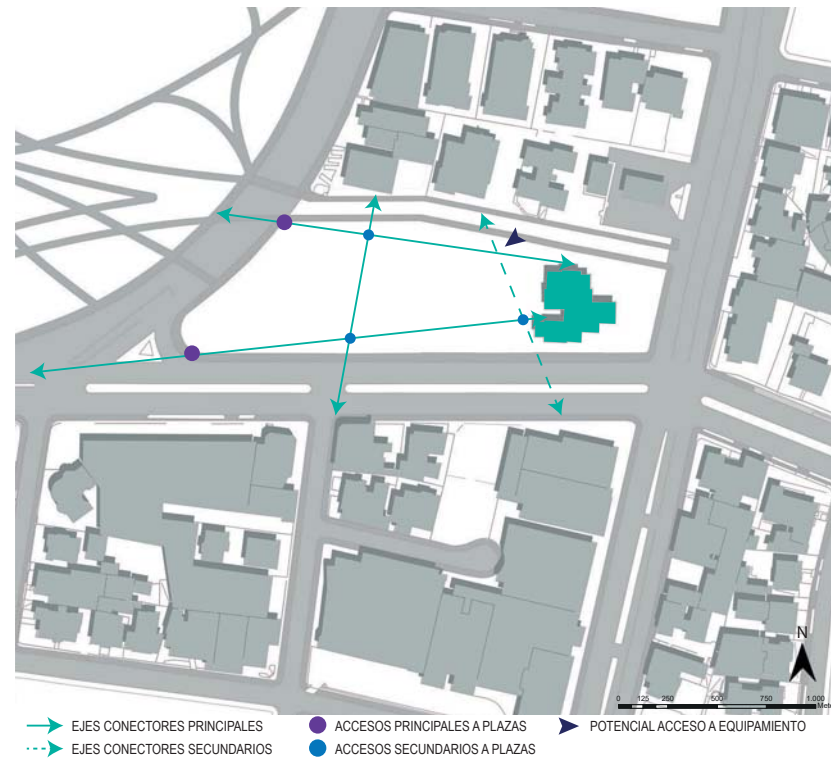 N
0 125 250 500 750 1.000
Met
EJES CONECTORES PRINCIPALES
ACCESOS PRINCIPALES A PLAZAS
POTENCIAL ACCESO A EQUIPAMIENTO
EJES CONECTORES SECUNDARIOS
ACCESOS SECUNDARIOS A PLAZAS